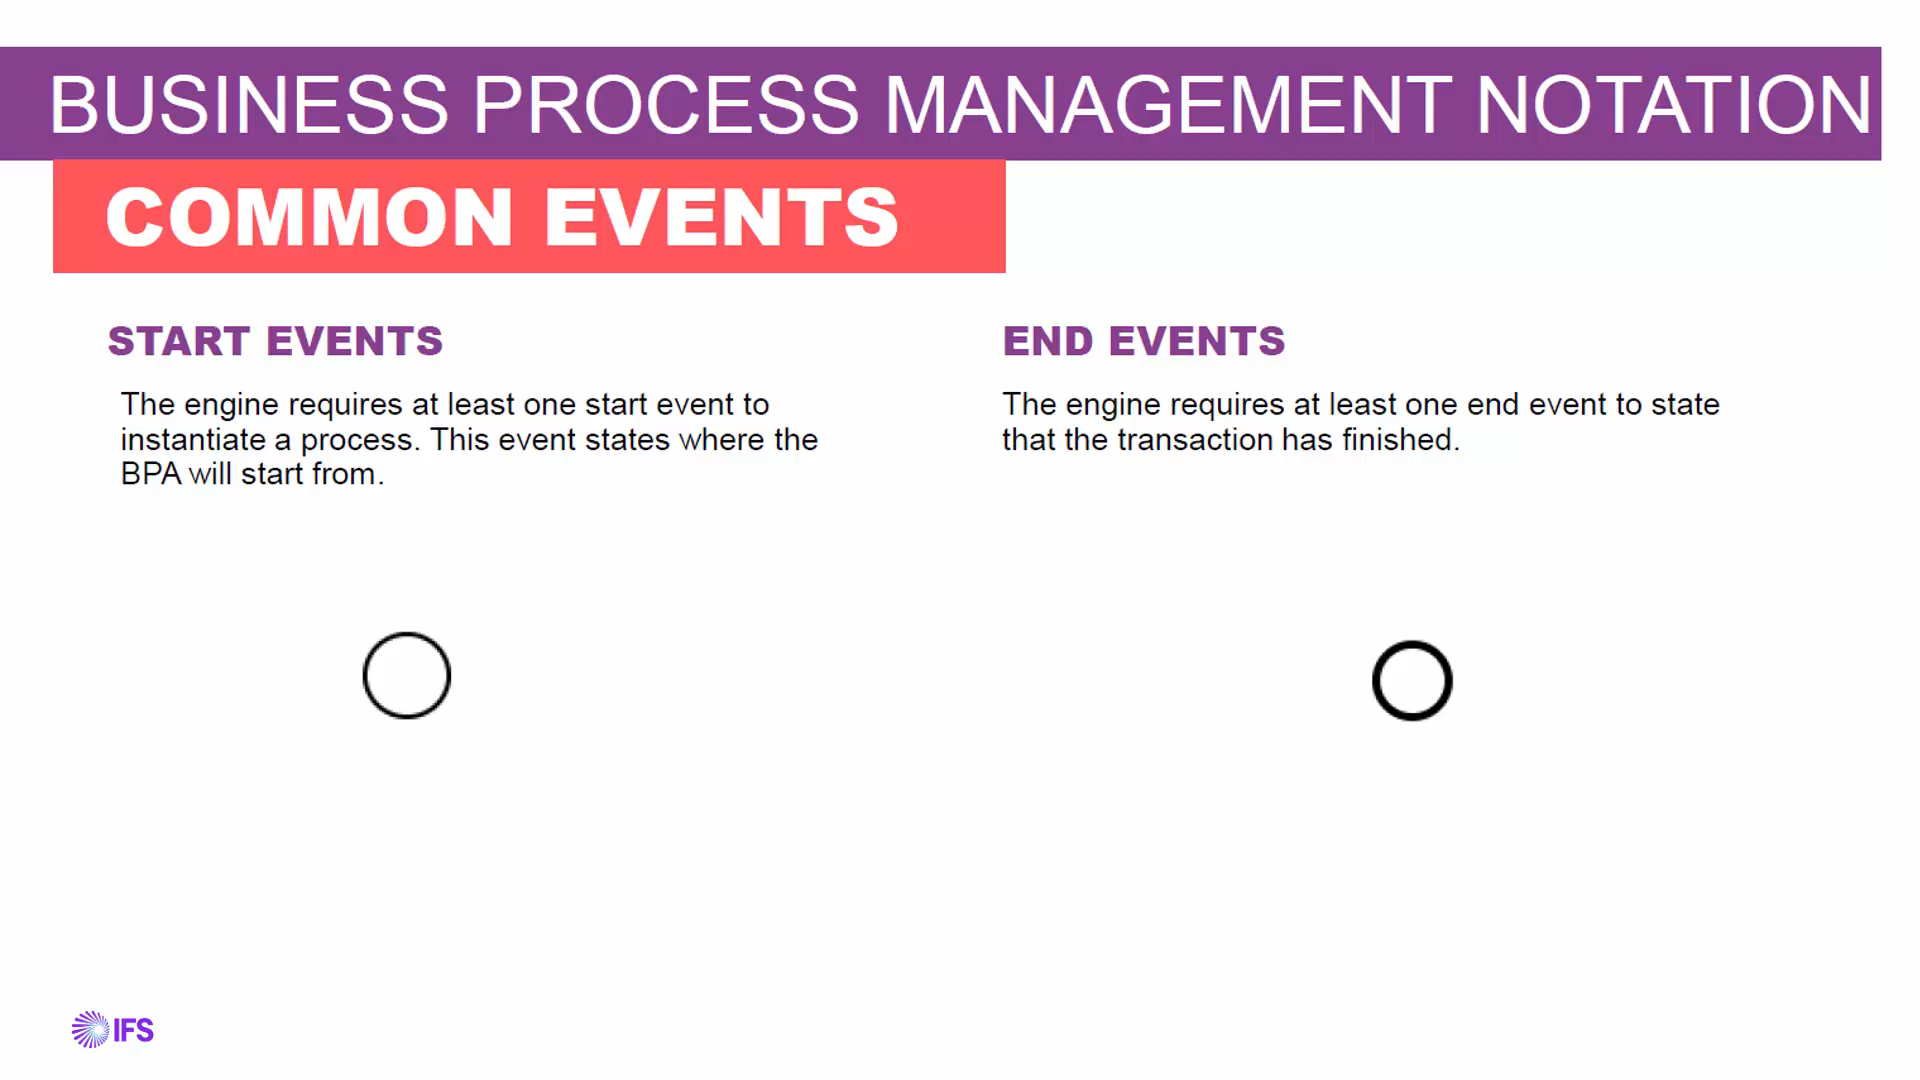 BUSINESS PROCESS MANAGEMENT NOTATION
COMMON EVENTS
START EVENTS
The engine requires at least one start event to
instantiate a process. This event states where the
BPA will start from.
END EVENTS
The engine requires at least one end event to state
that the transaction has finished.
IFS